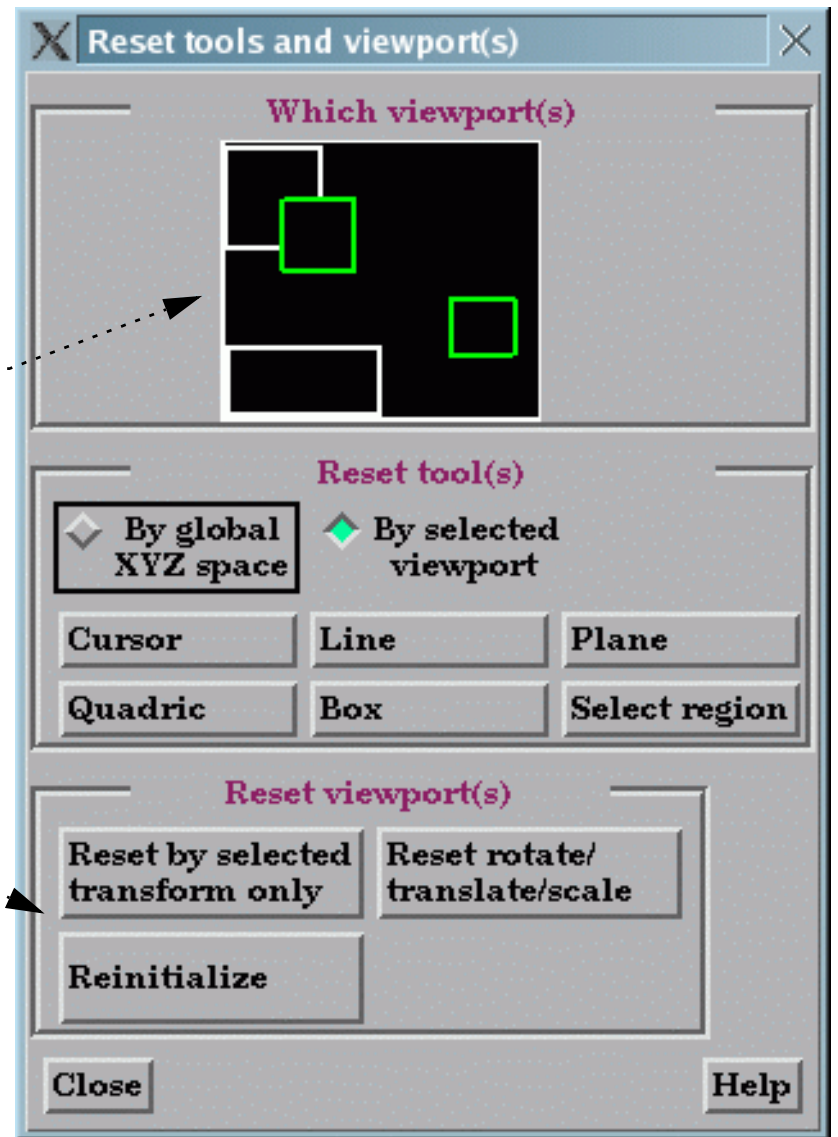 Reset tools and viewport(s)
Which viewport(s)
Reset tool(s)
By global
XYZ space
By selected
viewport
Cursor
Line
Plane
Quadric
Box
Select region
Reset viewport(s)
Reset by selected
transform only
Reset rotate/
translate/scale
Reinitialize
Close
Help